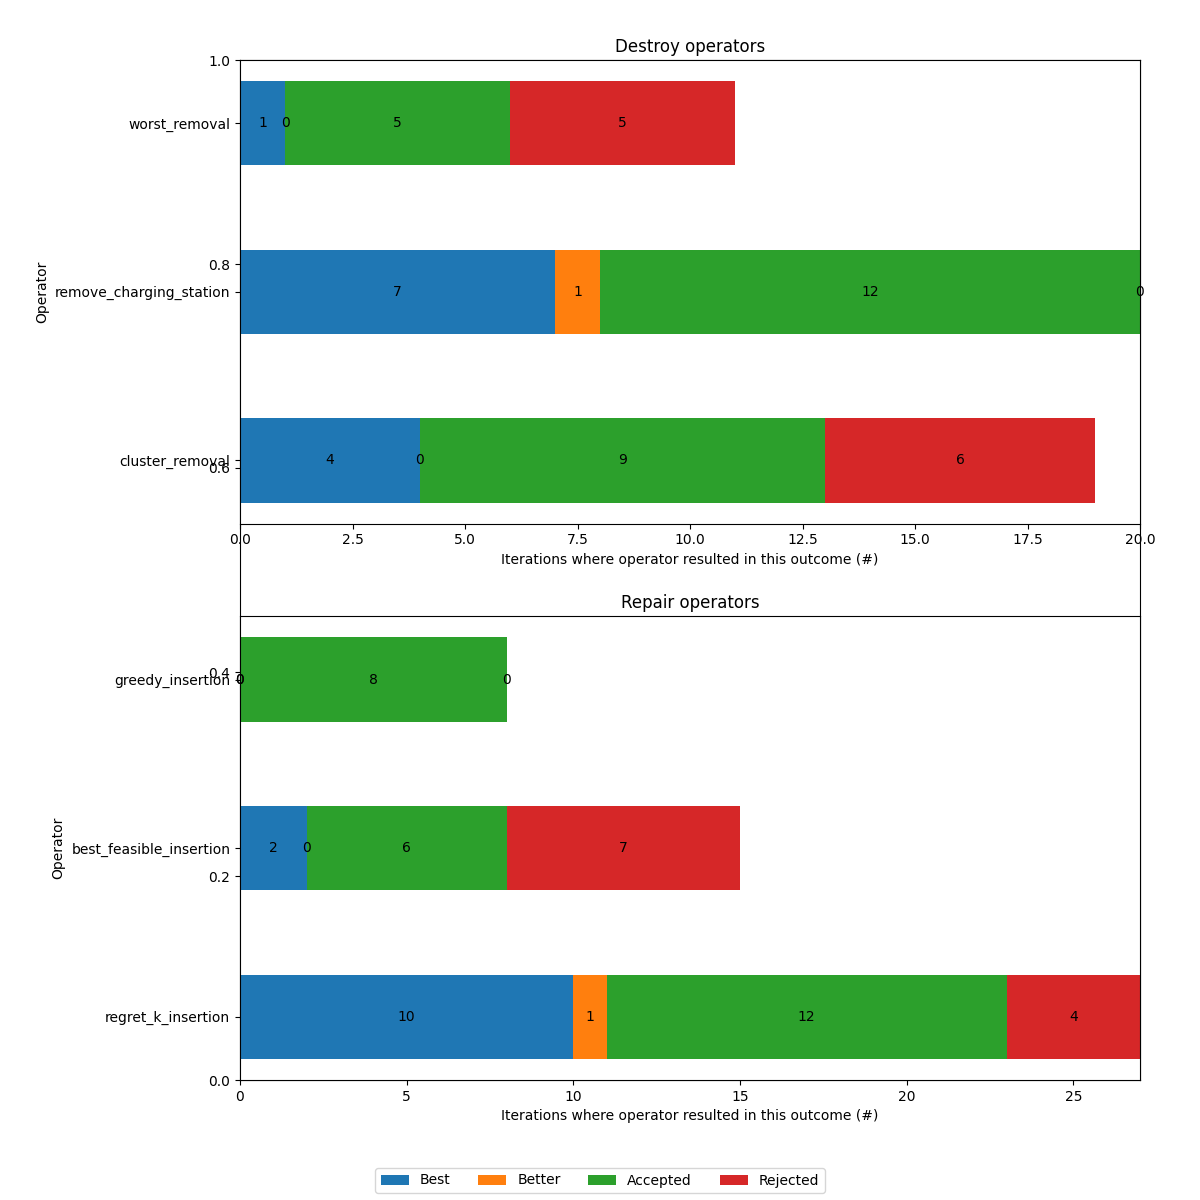 Destroy operators
1.0
worst_removal 1 0 5 5
0.8
Operator
remove_charging_station 7 1 12 0
cluster_removal 4 0 9 6
0.6
0.0 2.5 5.0 7.5 10.0 12.5 15.0 17.5 20.0
Iterations where operator resulted in this outcome (#)
Repair operators
0.4
greedy_insertion 0 0 8 0
Operator
best_feasible_insertion 2 0 6 7
0.2
regret_k_insertion 10 1 12 4
0.0
0 5 10 15 20 25
Iterations where operator resulted in this outcome (#)
Best Better Accepted Rejected